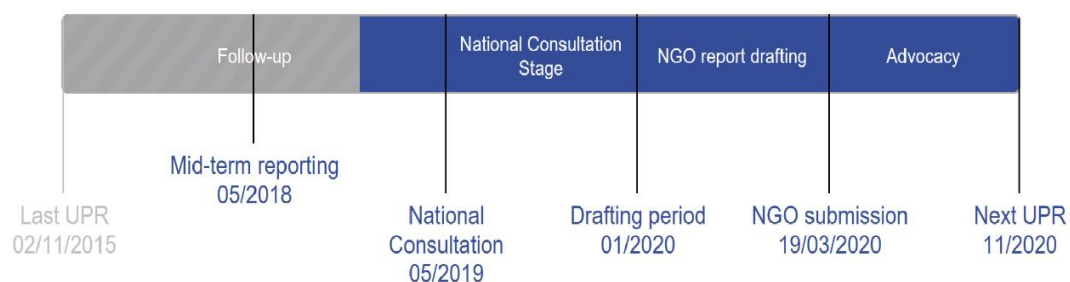 Follow-up
National Consultation
Stage
NGO report drafting
Advocacy
Mid-term reporting
05/2018
Last UPR
02/11/2015
National
Consultation
05/2019
Drafting period
01/2020
NGO submission
19/03/2020
Next UPR
11/2020